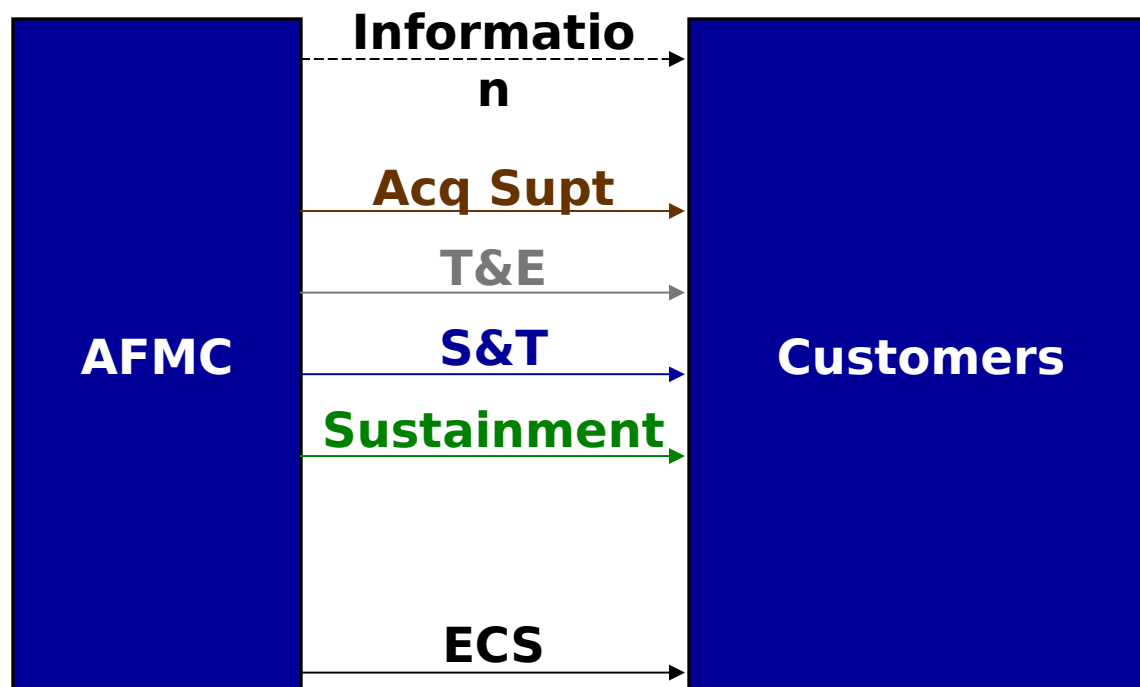 Informatio
n
Acq Supt
T&E
S&T
AFMC
Customers
Sustainment
ECS